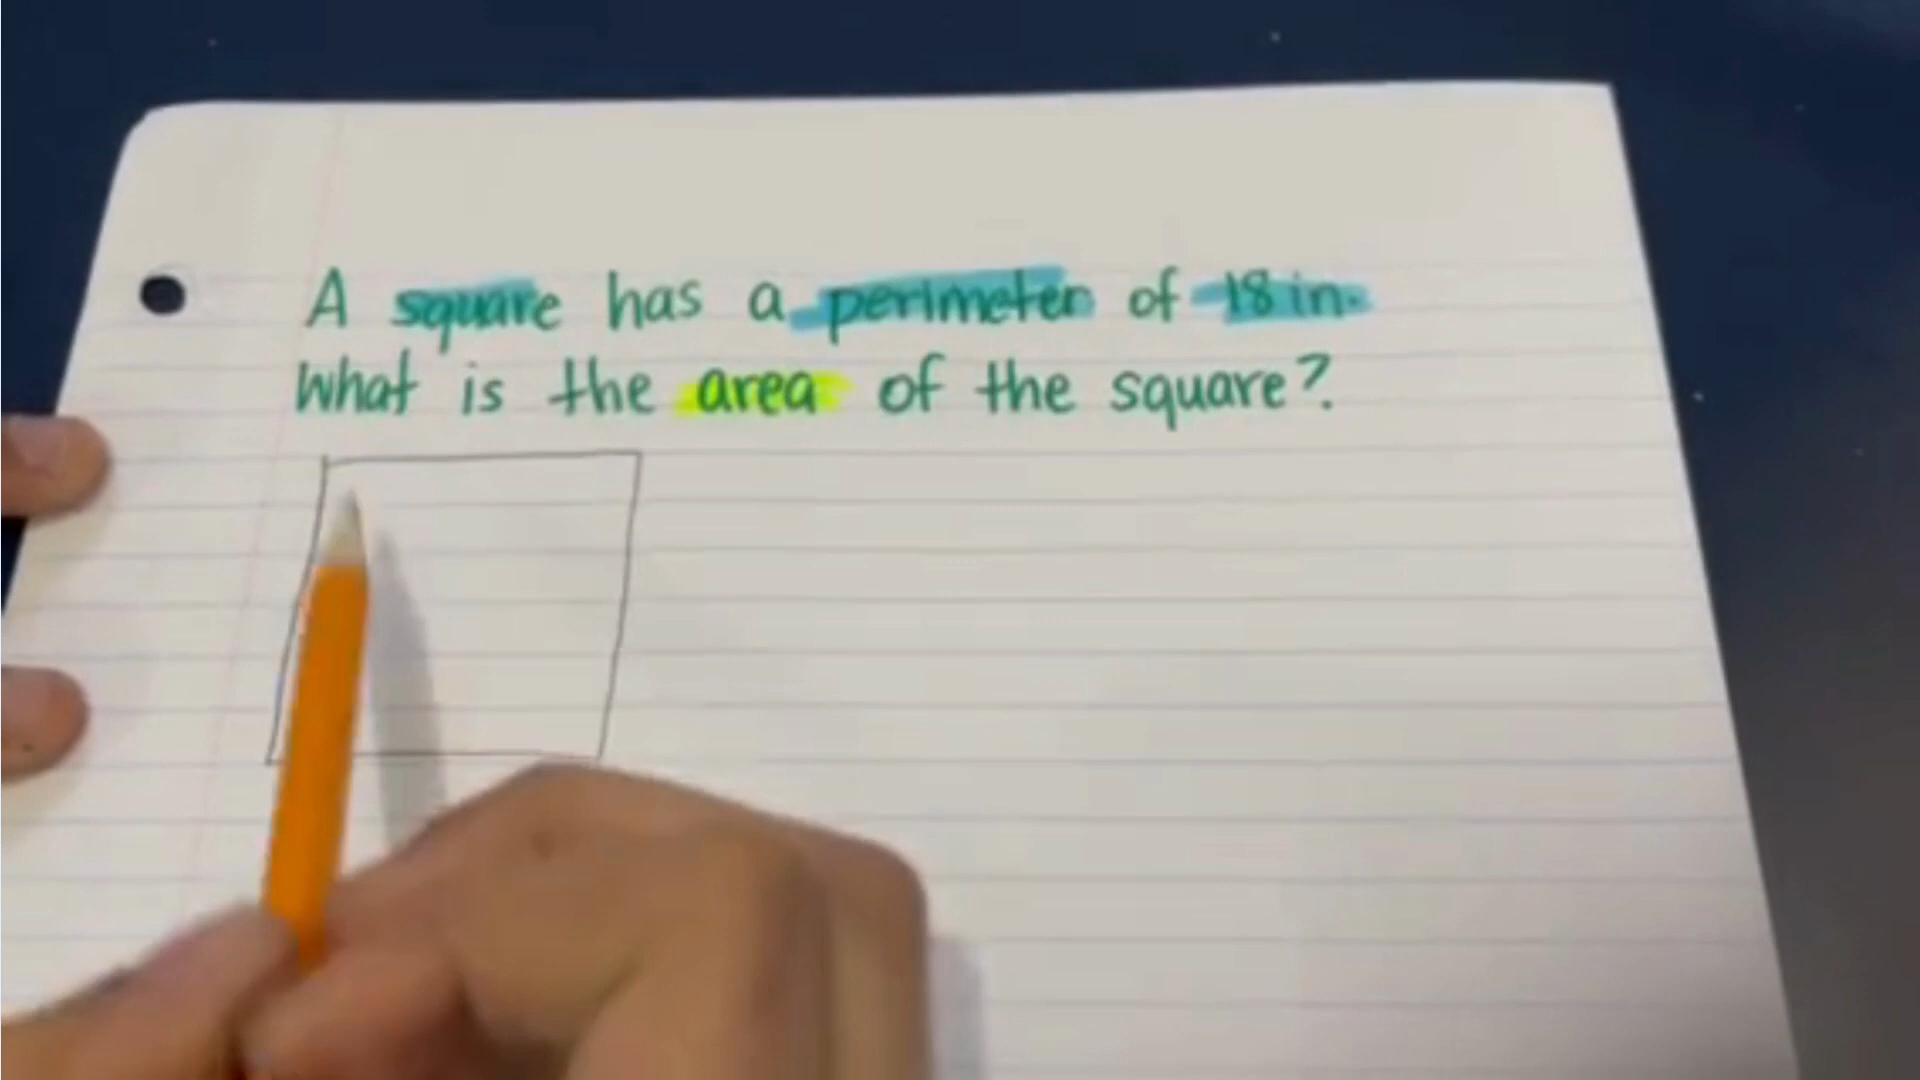 A square has a perimeter of 18 in.
What is the area of the square?